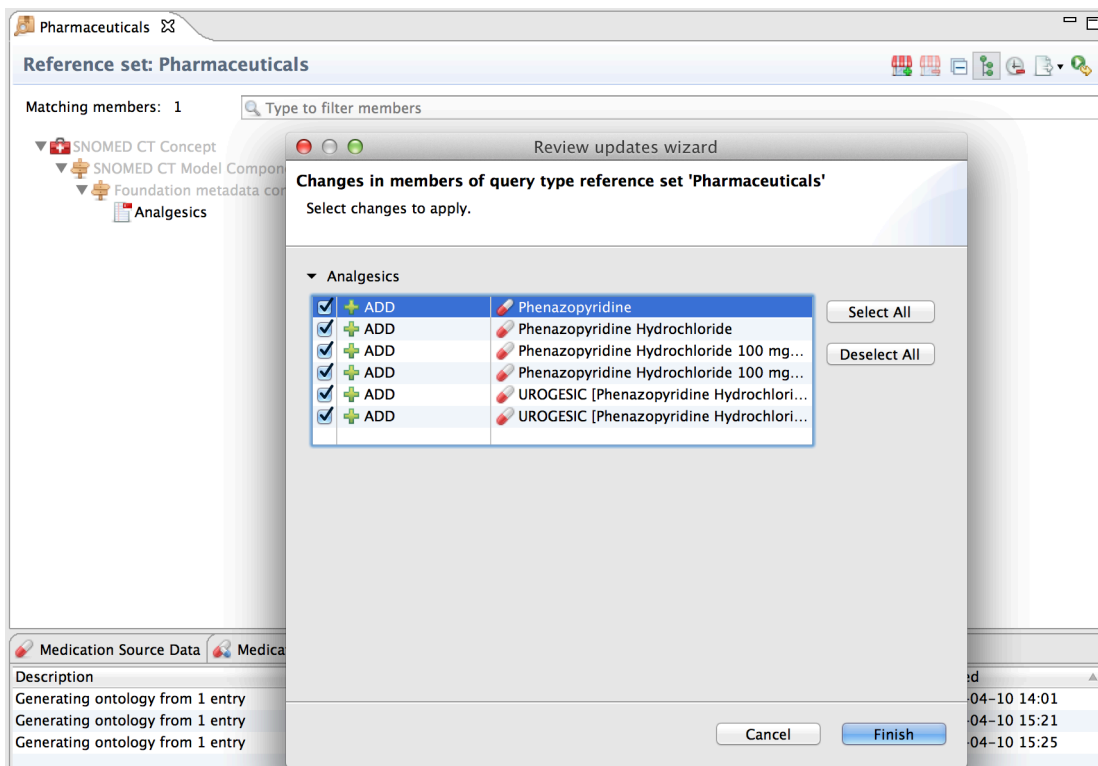 Pharmaceuticals
Reference set: Pharmaceuticals
Matching members: 1
Type to filter members
SNOMED CT Concept
SNOMED CT Model Compon
Foundation metadata con
Analgesics
Review updates wizard
Changes in members of query type reference set 'Pharmaceuticals'
Select changes to apply.
Analgesics
ADD Phenazopyridine
ADD Phenazopyridine Hydrochloride
ADD Phenazopyridine Hydrochloride 100 mg...
ADD Phenazopyridine Hydrochloride 100 mg...
ADD UROGESIC [Phenazopyridine Hydrochlori...
ADD UROGESIC [Phenazopyridine Hydrochlori...
Select All
Deselect All
Cancel Finish
Medication Source Data Medica
Description ed
Generating ontology from 1 entry -04-10 14:01
Generating ontology from 1 entry -04-10 15:21
Generating ontology from 1 entry -04-10 15:25